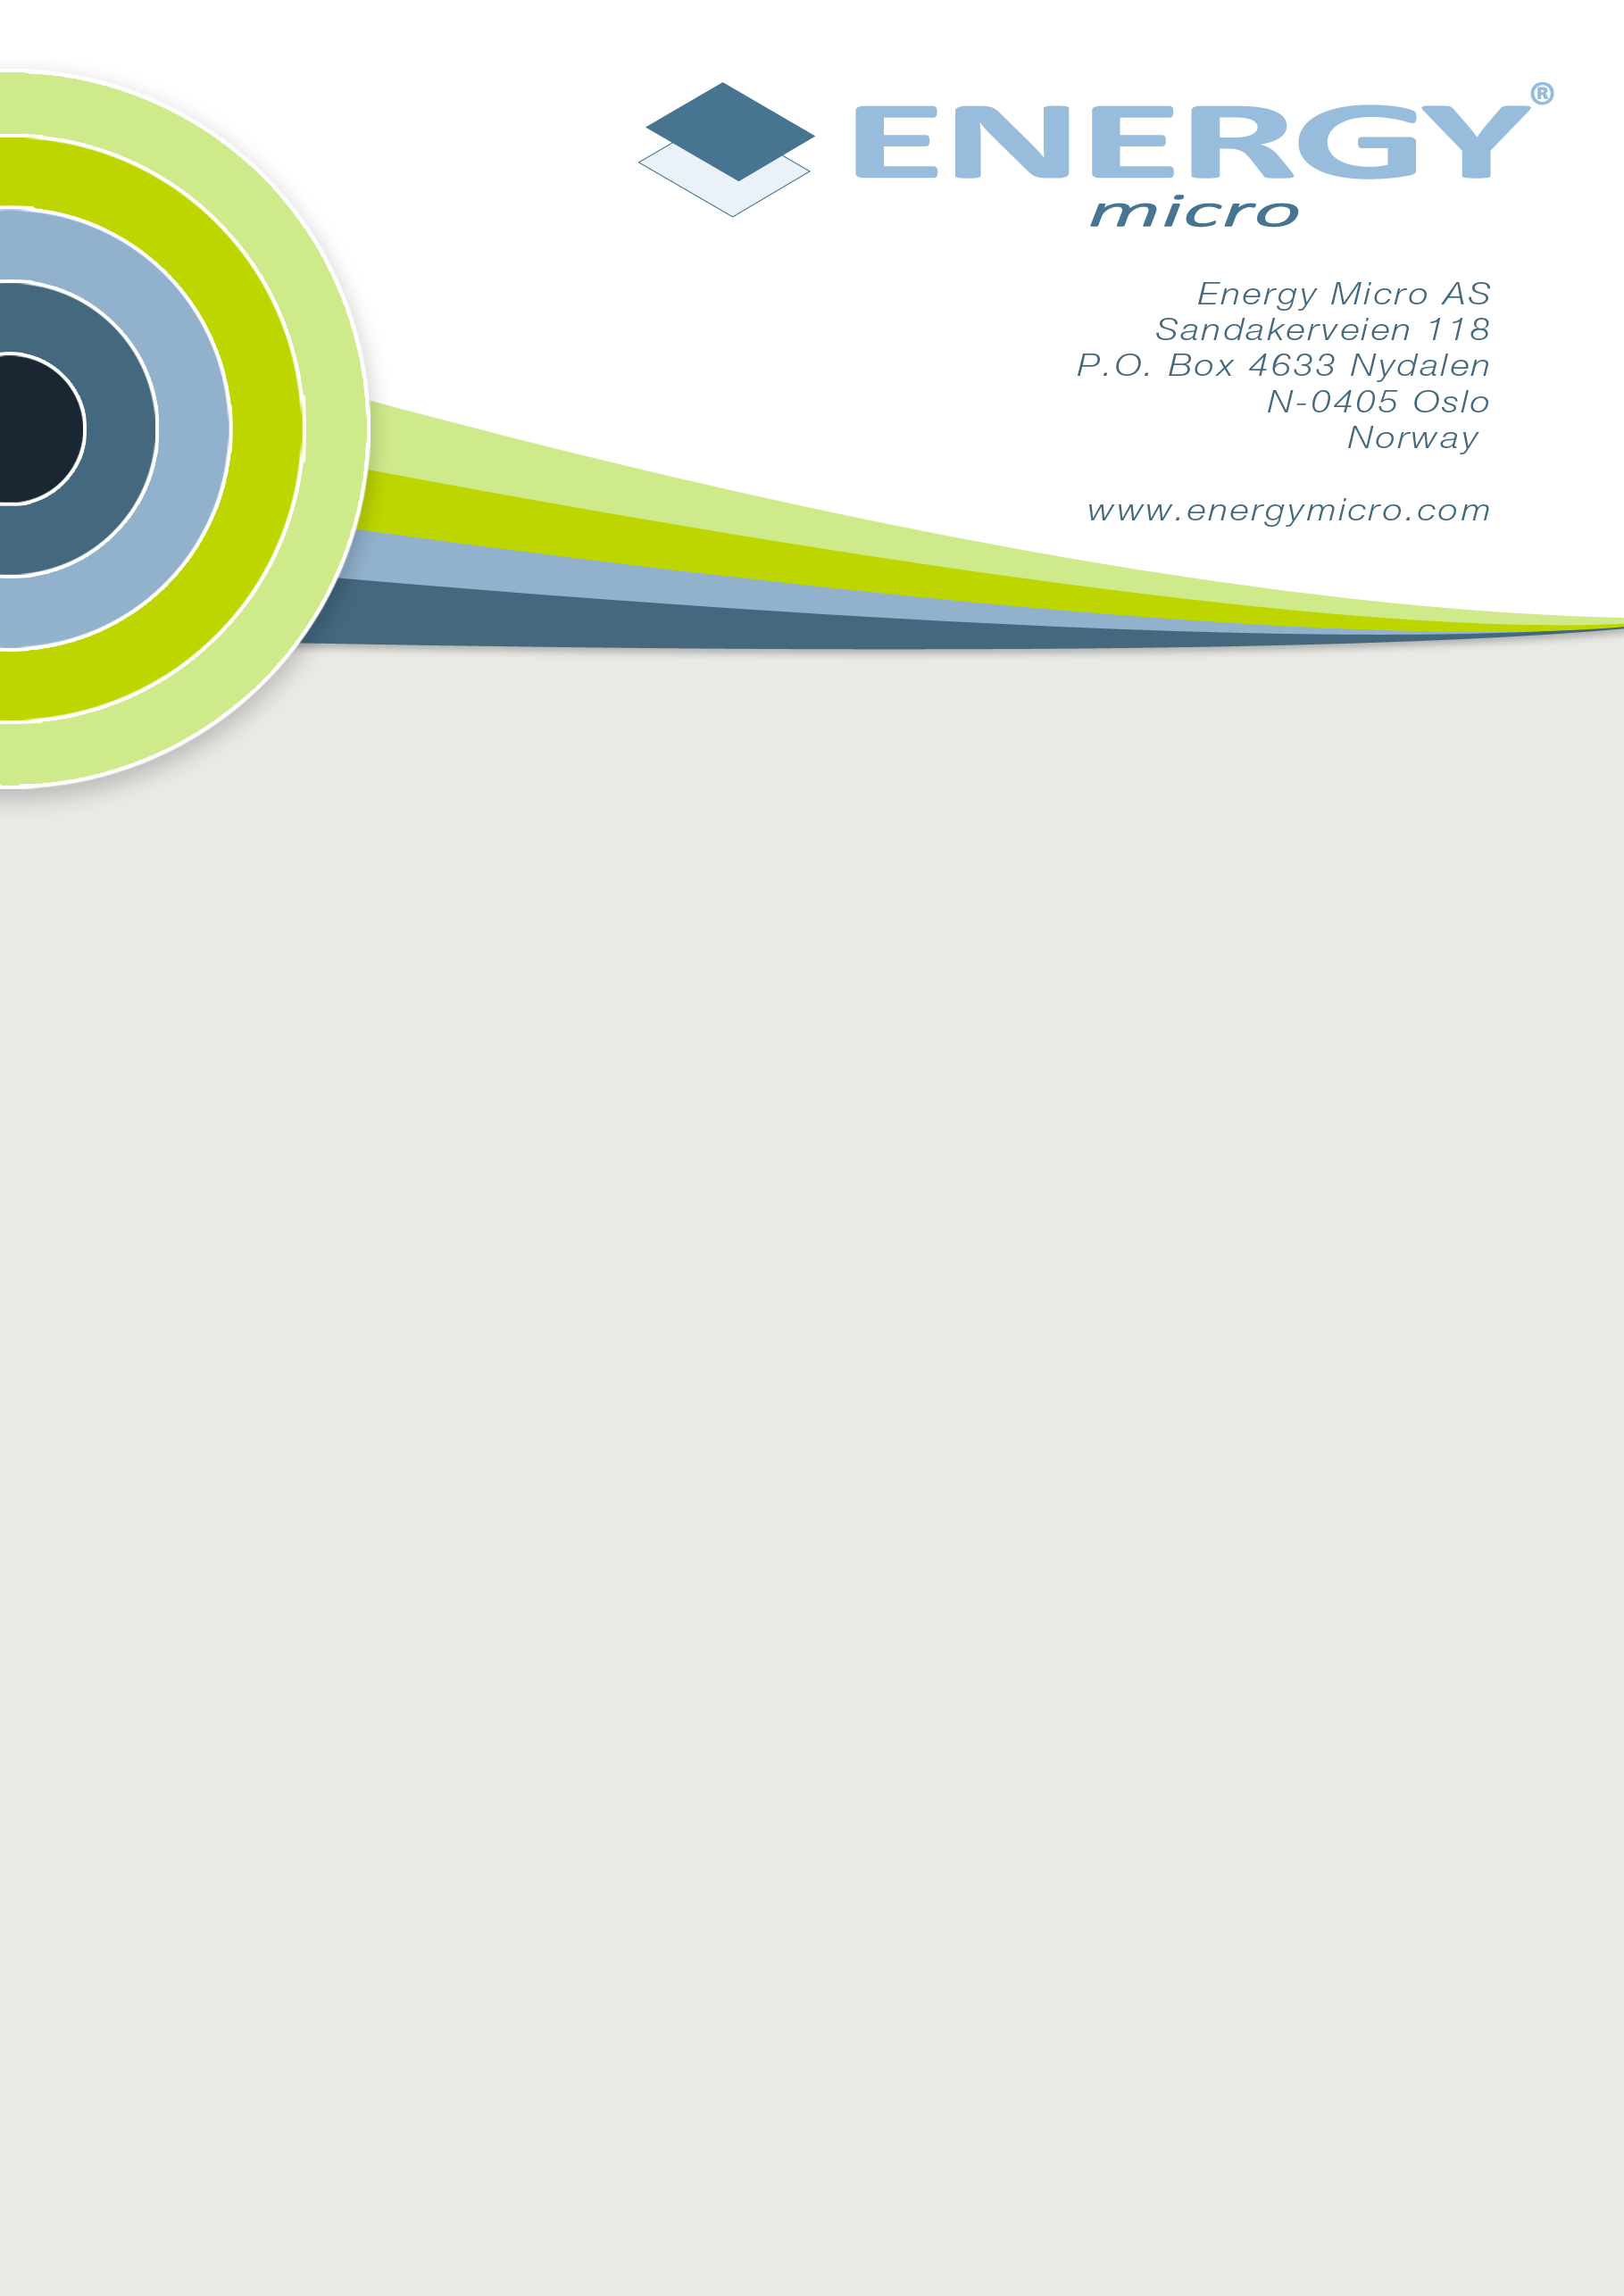 ENERGY®
micro
Energy Micro AS
Sandakerveien 118
P.O. Box 4633 Nydalen
N-0405 Oslo
Norway
www.energymicro.com